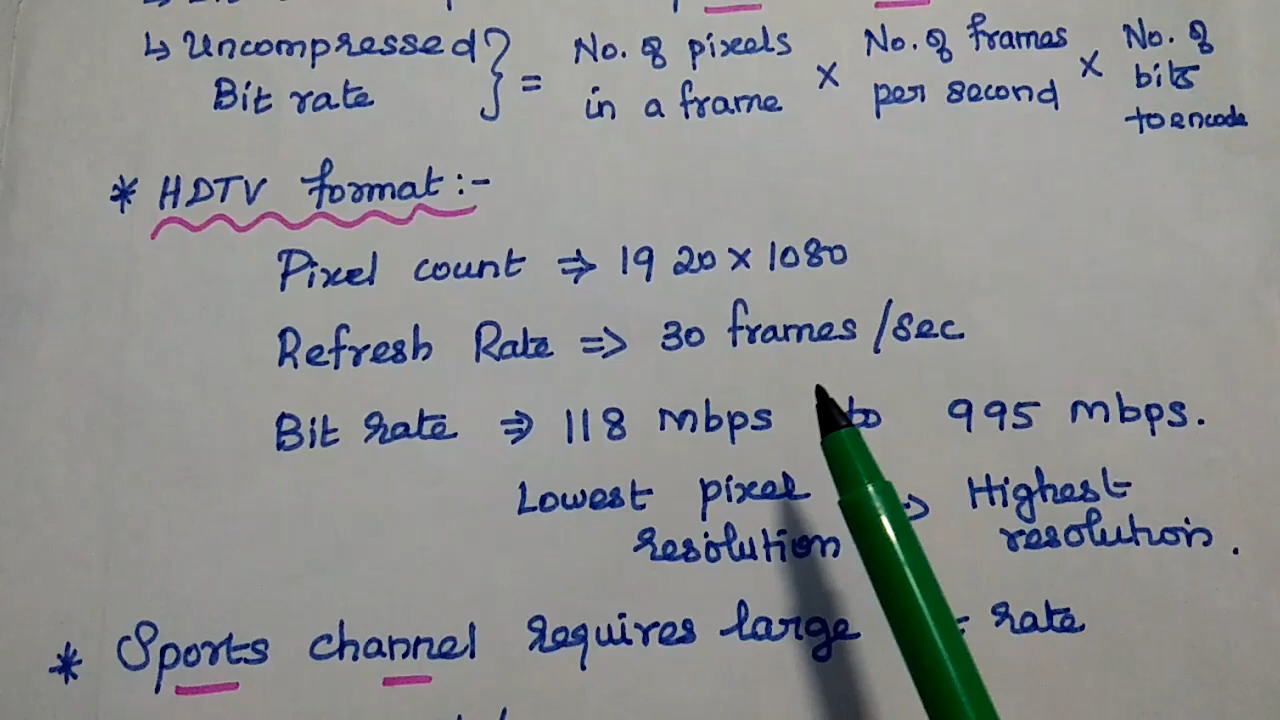 ↳ Uncompressed Bit rate } = No. of pixels in a frame × No. of frames per second × No. of bits to encode
* HDTV format :-
Pixel count ⇒ 1920 × 1080
Refresh Rate ⇒ 30 frames /sec
Bit rate ⇒ 118 mbps to 995 mbps.
Lowest pixel resolution Highest resolution.
* Sports channel requires large rate